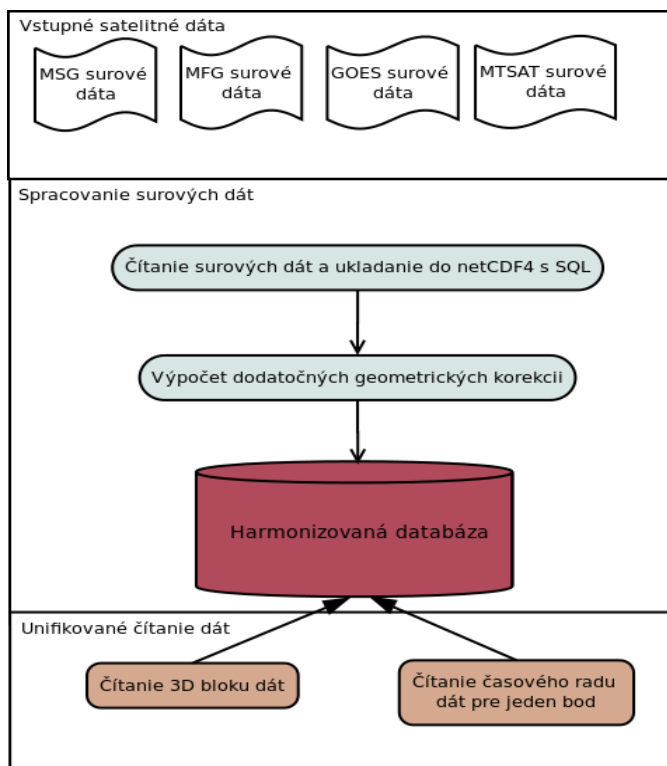 Vstupné satelitné dáta
MSG surové
dáta
MFG surové
dáta
GOES surové
dáta
MTSAT surové
dáta
Spracovanie surových dát
Čítanie surových dát a ukladanie do netCDF4 s SQL
Výpočet dodatočných geometrických korekcii
Harmonizovaná databáza
Unifikované čítanie dát
Čítanie 3D bloku dát
Čítanie časového radu
dát pre jeden bod